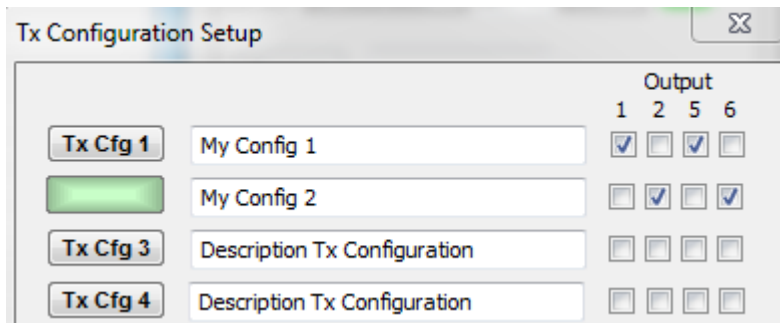 Tx Configuration Setup
Output
1 2 5 6
Tx Cfg 1 My Config 1
My Config 2
Tx Cfg 3 Description Tx Configuration
Tx Cfg 4 Description Tx Configuration